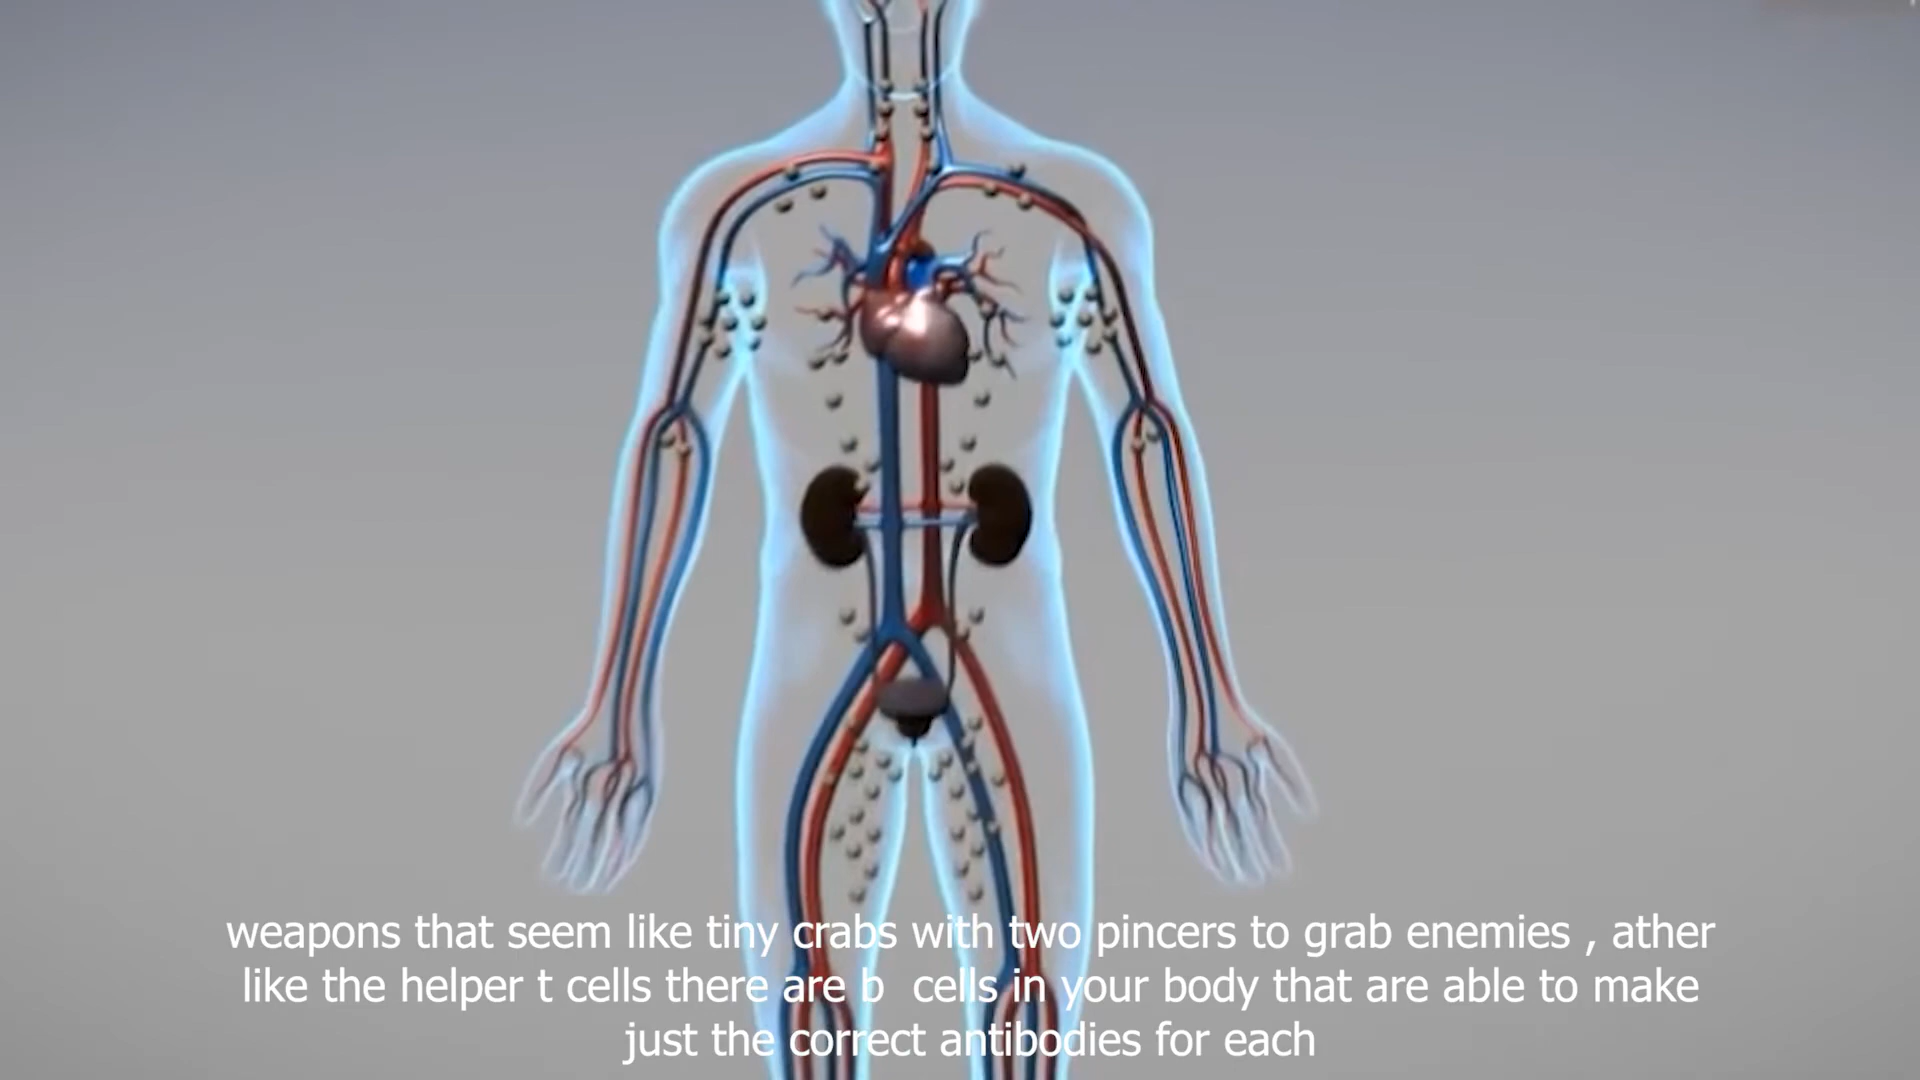 weapons that seem like tiny crabs with two pincers to grab enemies , ather
like the helper t cells there are b  cells in your body that are able to make
just the correct antibodies for each